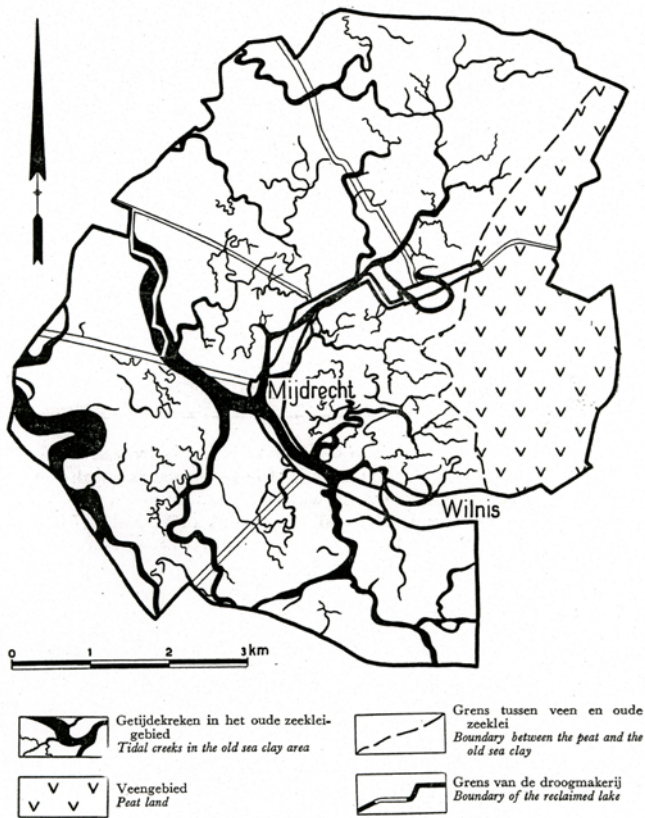 Mijdrecht
Wilnis
0 1 2 3 km
Getijdekreken in het oude zeeklei-
gebied
Tidal creeks in the old sea clay area
Veengebied
Peat land
Grens tussen veen en oude
zeeklei
Boundary between the peat and the
old sea clay
Grens van de droogmakerij
Boundary of the reclaimed lake